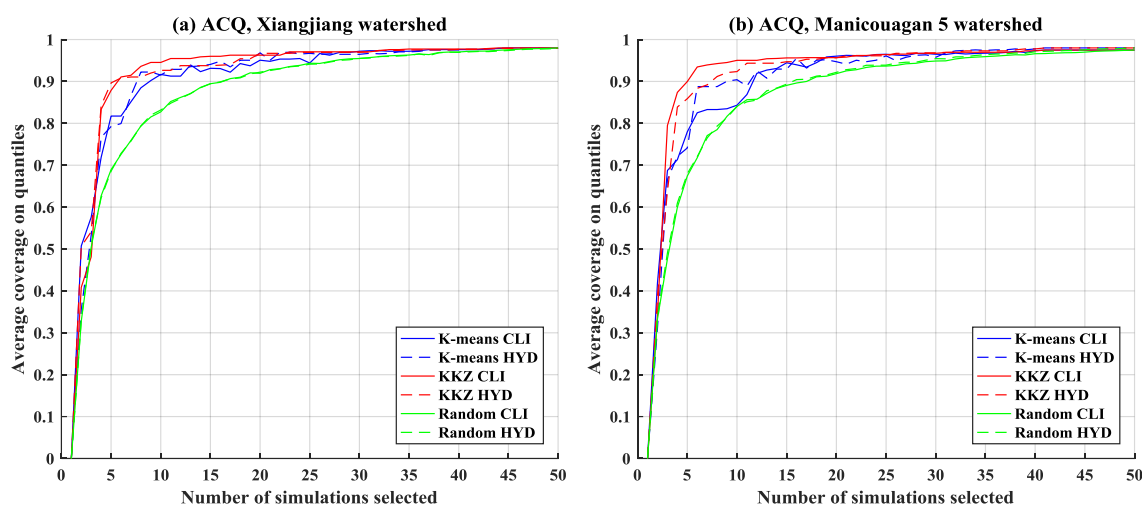 (a) ACQ, Xiangjiang watershed
Average coverage on quantiles
1
0.9
0.8
0.7
0.6
0.5
0.4
0.3
0.2
0.1
0
0 5 10 15 20 25 30 35 40 45 50
Number of simulations selected
K-means CLI
K-means HYD
KKZ CLI
KKZ HYD
Random CLI
Random HYD
(b) ACQ, Manicouagan 5 watershed
Average coverage on quantiles
1
0.9
0.8
0.7
0.6
0.5
0.4
0.3
0.2
0.1
0
0 5 10 15 20 25 30 35 40 45 50
Number of simulations selected
K-means CLI
K-means HYD
KKZ CLI
KKZ HYD
Random CLI
Random HYD